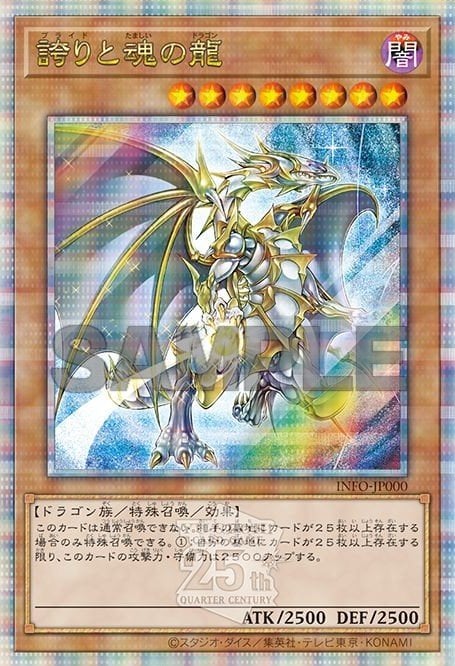 プライド たましい ドラゴン
誇りと魂の龍
やみ
闇
SAMPLE
INFO-JP000
【ドラゴン族／特殊召喚／効果】
このカードは通常召喚できない。相手の墓地にカードが２５枚以上存在する
場合のみ特殊召喚できる。①：自分の墓地にカードが２５枚以上存在する
限り、このカードの攻撃力・守備力は２５００アップする。
25th
QUARTER CENTURY
ATK/2500 DEF/2500
©スタジオ・ダイス／集英社・テレビ東京・KONAMI